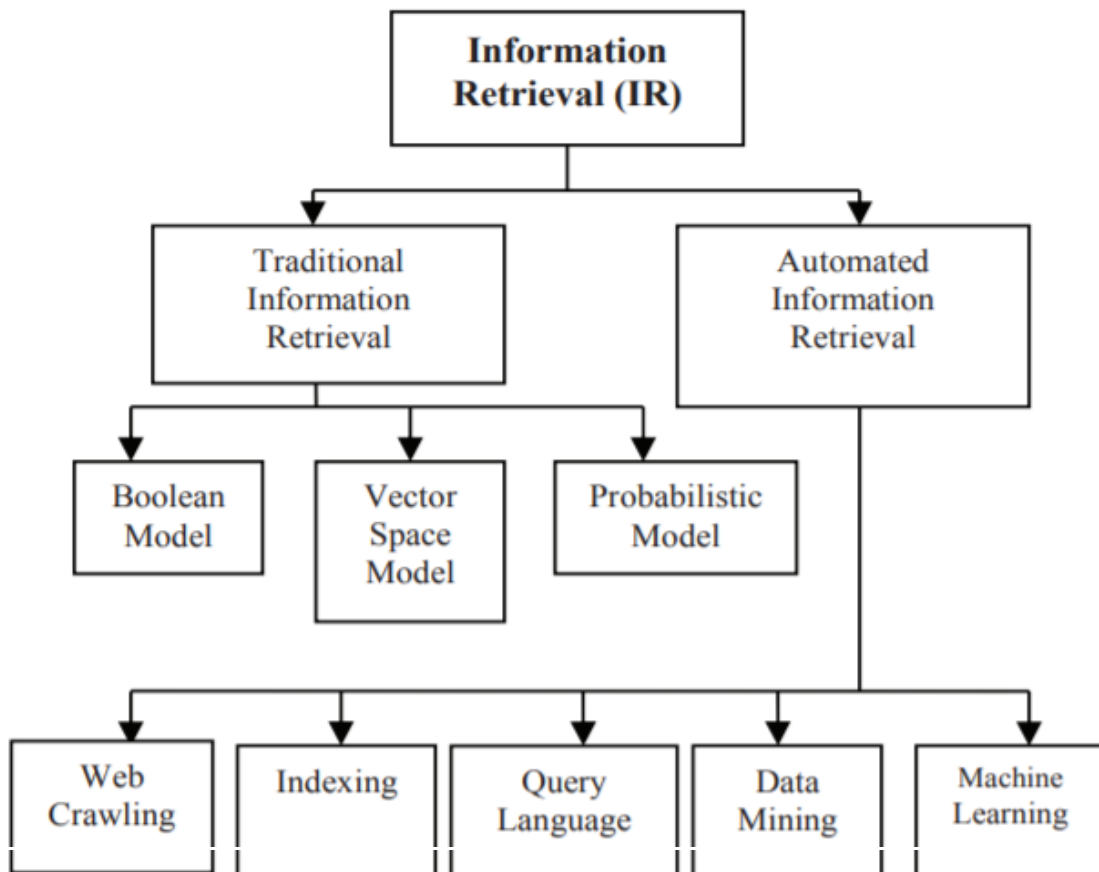 Information
Retrieval (IR)
Traditional
Information
Retrieval
Automated
Information
Retrieval
Boolean
Model
Vector
Space
Model
Probabilistic
Model
Web
Crawling
Indexing
Query
Language
Data
Mining
Machine
Learning